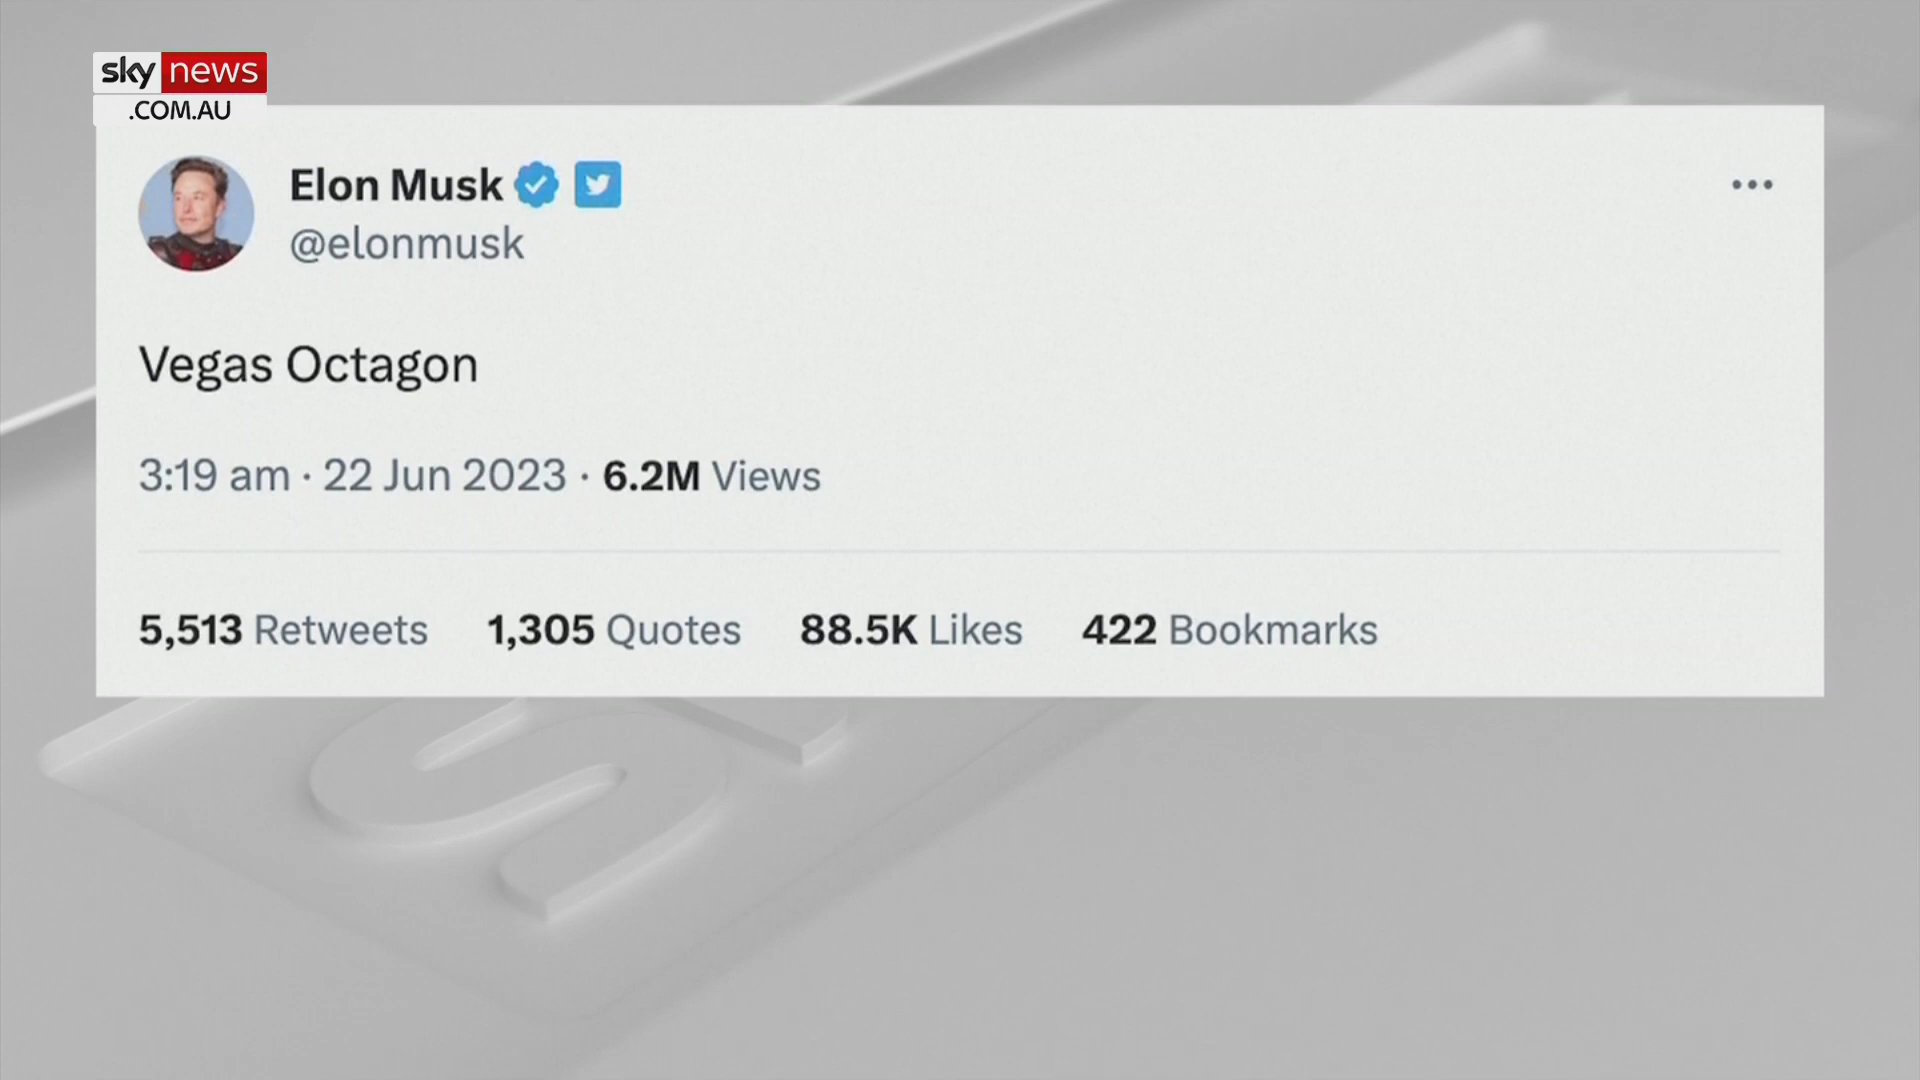 sky news
.COM.AU
Elon Musk
@elonmusk
Vegas Octagon
3:19 am · 22 Jun 2023 · 6.2M Views
5,513 Retweets 1,305 Quotes 88.5K Likes 422 Bookmarks